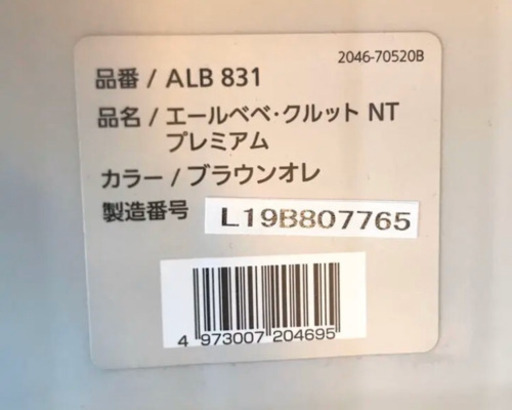 2046-70520B
品番 / ALB 831
品名 / エールベベ・クルット NT
プレミアム
カラー / ブラウンオレ
製造番号 L19B807765
4 973007 204695